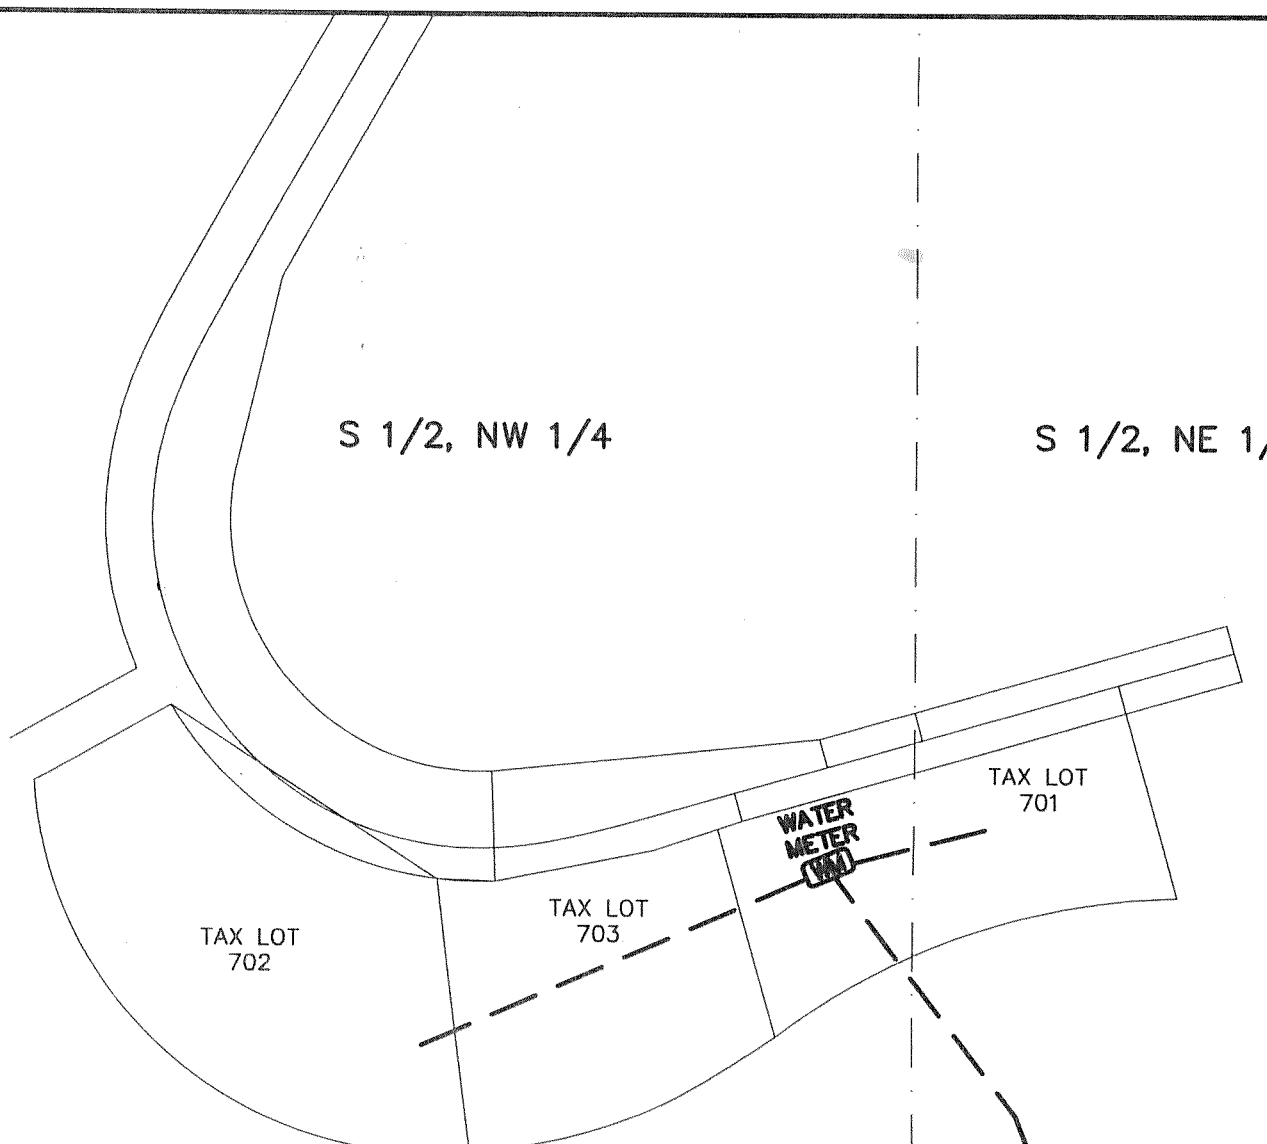 S 1/2, NW 1/4
S 1/2, NE 1/
TAX LOT
701
WATER
METER
WM
TAX LOT
703
TAX LOT
702